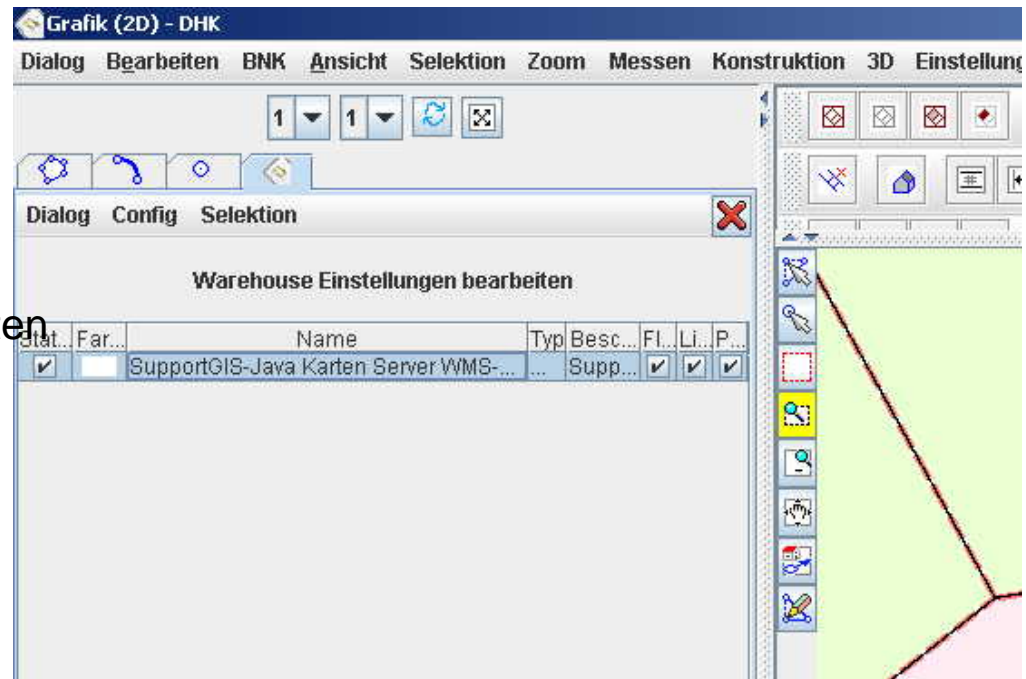 Grafik (2D) - DHK
Dialog Bearbeiten BNK Ansicht Selektion Zoom Messen Konstruktion 3D Einstellung
1 1
Dialog Config Selektion
Warehouse Einstellungen bearbeiten
en
Stat... Far... Name Typ Besc... Fl... Li... P...
SupportGIS-Java Karten Server WMS-... ... Supp...